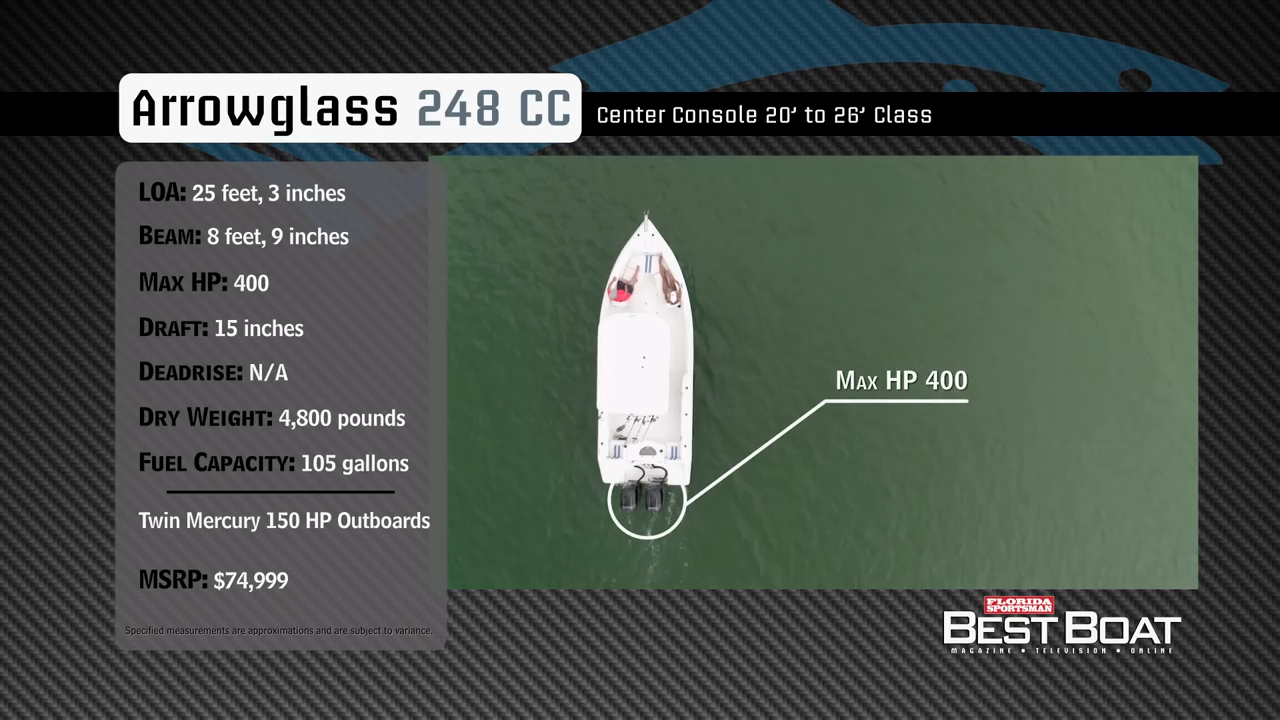 Arrowglass 248 CC
Center Console 20' to 26' Class
LOA: 25 feet, 3 inches
Beam: 8 feet, 9 inches
Max HP: 400
Draft: 15 inches
Deadrise: N/A
Dry Weight: 4,800 pounds
Fuel Capacity: 105 gallons
Twin Mercury 150 HP Outboards
MSRP: $74,999
Specified measurements are approximations and are subject to variance.
Max HP 400
FLORIDA
SPORTSMAN
BEST BOAT
MAGAZINE • TELEVISION • ONLINE